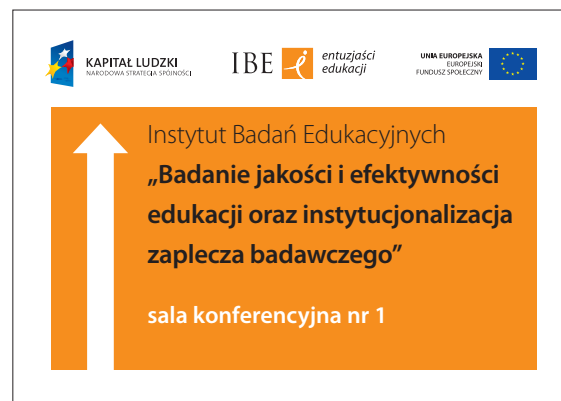 KAPITAŁ LUDZKI
NARODOWA STRATEGIA SPÓJNOŚCI
IBE
entuzjaści
edukacji
UNIA EUROPEJSKA
EUROPEJSKI
FUNDUSZ SPOŁECZNY
Instytut Badań Edukacyjnych
„Badanie jakości i efektywności
edukacji oraz instytucjonalizacja
zaplecza badawczego”
sala konferencyjna nr 1